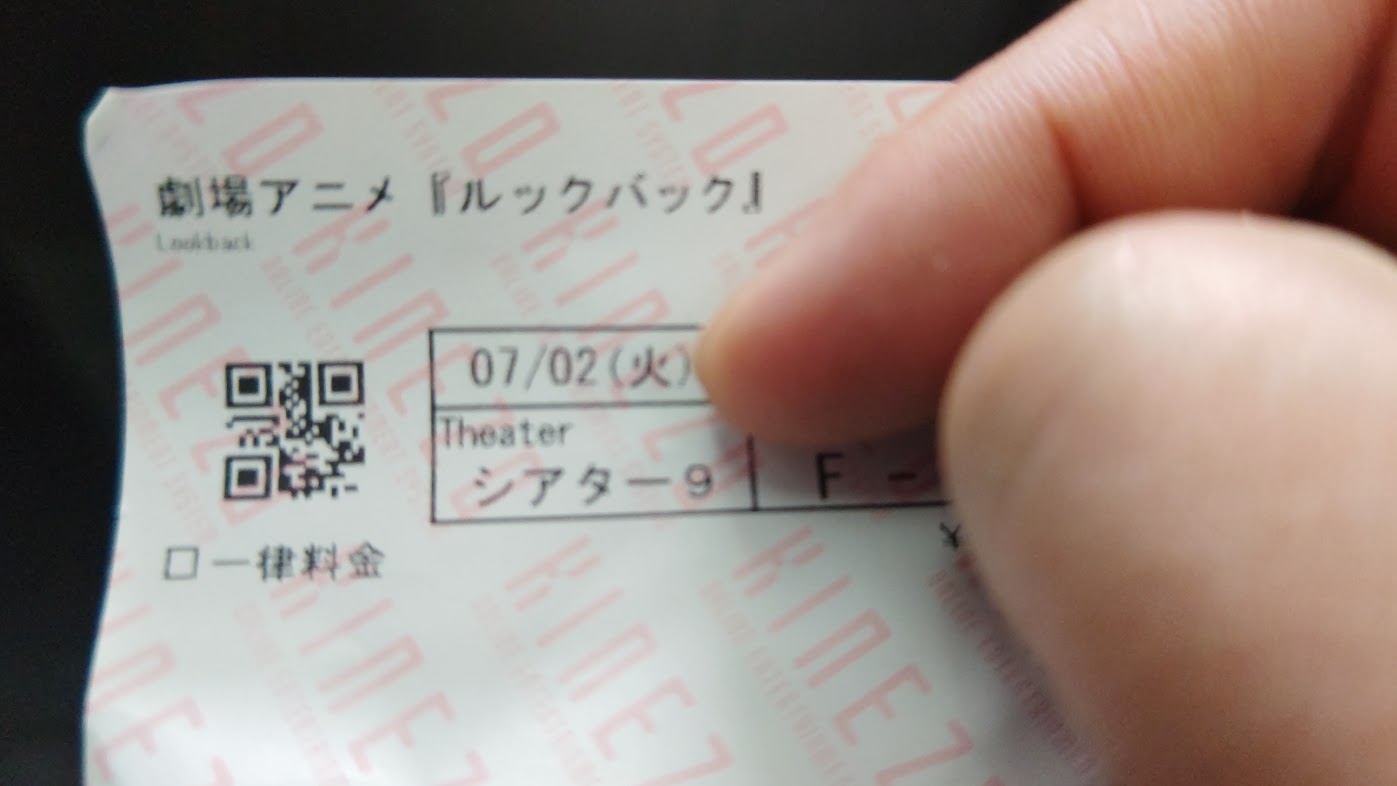 劇場アニメ『ルックバック』
Lookback
07/02(火)
Theater
シアター9
F -
¥
□一律料金
KINEZO